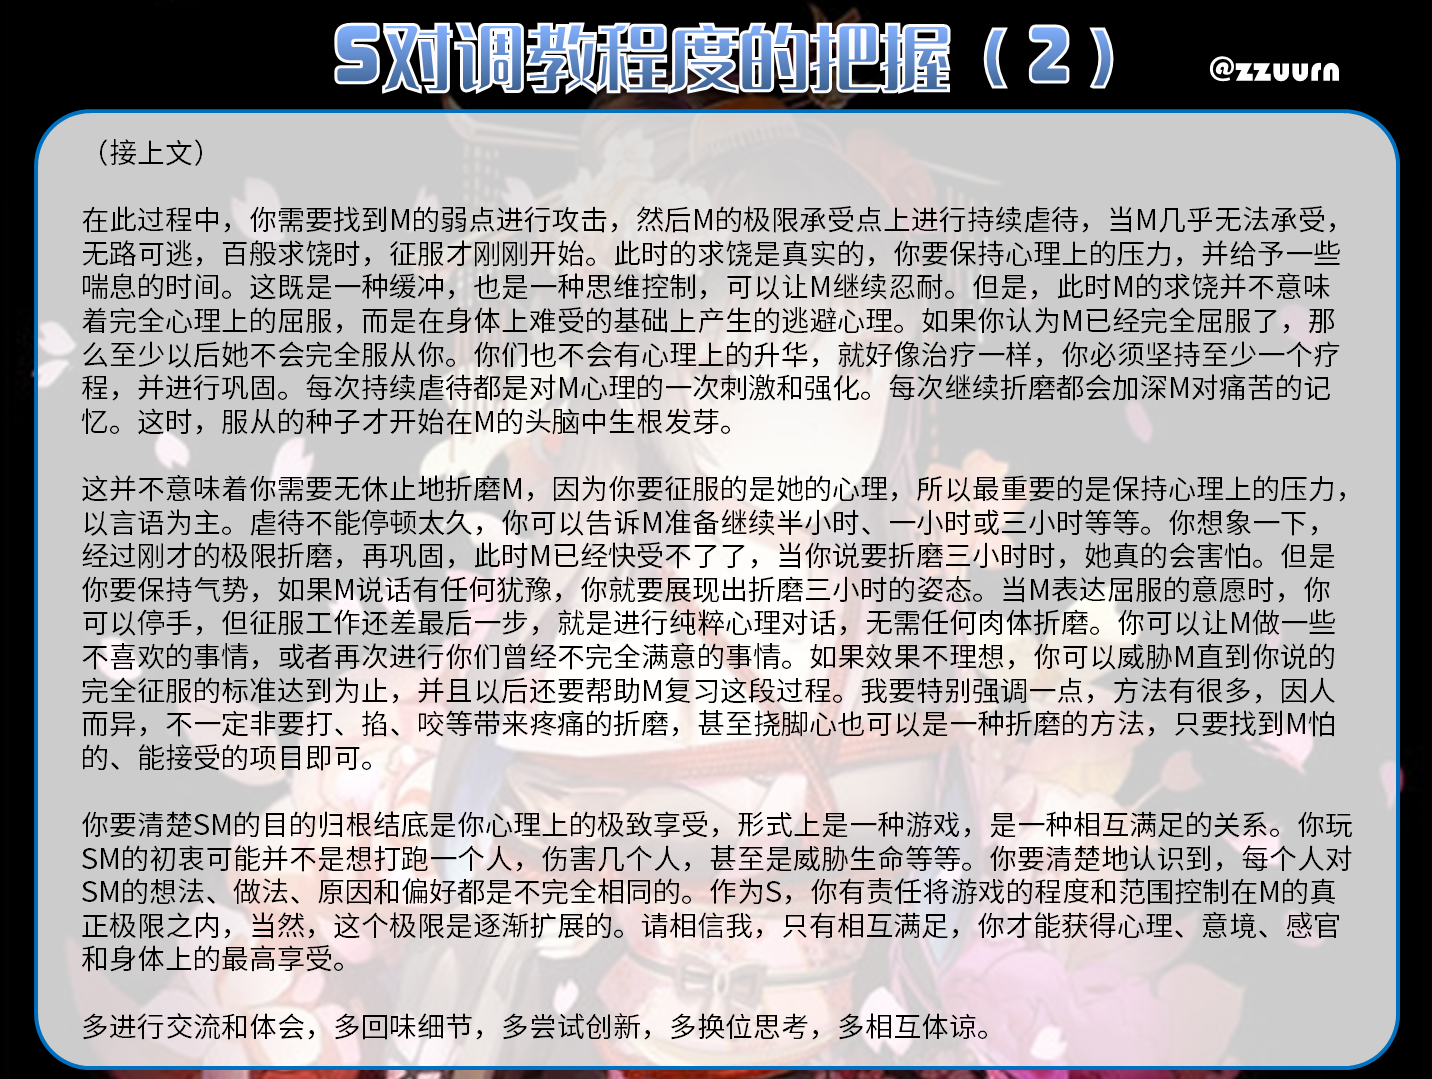 S对调教程度的把握（2）
@zzuurn
（接上文）
在此过程中，你需要找到M的弱点进行攻击，然后M的极限承受点上进行持续虐待，当M几乎无法承受，
无路可逃，百般求饶时，征服才刚刚开始。此时的求饶是真实的，你要保持心理上的压力，并给予一些
喘息的时间。这既是一种缓冲，也是一种思维控制，可以让M继续忍耐。但是，此时M的求饶并不意味
着完全心理上的屈服，而是在身体上难受的基础上产生的逃避心理。如果你认为M已经完全屈服了，那
么至少以后她不会完全服从你。你们也不会有心理上的升华，就好像治疗一样，你必须坚持至少一个疗
程，并进行巩固。每次持续虐待都是对M心理的一次刺激和强化。每次继续折磨都会加深M对痛苦的记
忆。这时，服从的种子才开始在M的头脑中生根发芽。
这并不意味着你需要无休止地折磨M，因为你要征服的是她的心理，所以最重要的是保持心理上的压力，
以言语为主。虐待不能停顿太久，你可以告诉M准备继续半小时、一小时或三小时等等。你想象一下，
经过刚才的极限折磨，再巩固，此时M已经快受不了了，当你说要折磨三小时时，她真的会害怕。但是
你要保持气势，如果M说话有任何犹豫，你就要展现出折磨三小时的姿态。当M表达屈服的意愿时，你
可以停手，但征服工作还差最后一步，就是进行纯粹心理对话，无需任何肉体折磨。你可以让M做一些
不喜欢的事情，或者再次进行你们曾经不完全满意的事情。如果效果不理想，你可以威胁M直到你说的
完全征服的标准达到为止，并且以后还要帮助M复习这段过程。我要特别强调一点，方法有很多，因人
而异，不一定非要打、掐、咬等带来疼痛的折磨，甚至挠脚心也可以是一种折磨的方法，只要找到M怕
的、能接受的项目即可。
你要清楚SM的目的归根结底是你心理上的极致享受，形式上是一种游戏，是一种相互满足的关系。你玩
SM的初衷可能并不是想打跑一个人，伤害几个人，甚至是威胁生命等等。你要清楚地认识到，每个人对
SM的想法、做法、原因和偏好都是不完全相同的。作为S，你有责任将游戏的程度和范围控制在M的真
正极限之内，当然，这个极限是逐渐扩展的。请相信我，只有相互满足，你才能获得心理、意境、感官
和身体上的最高享受。
多进行交流和体会，多回味细节，多尝试创新，多换位思考，多相互体谅。